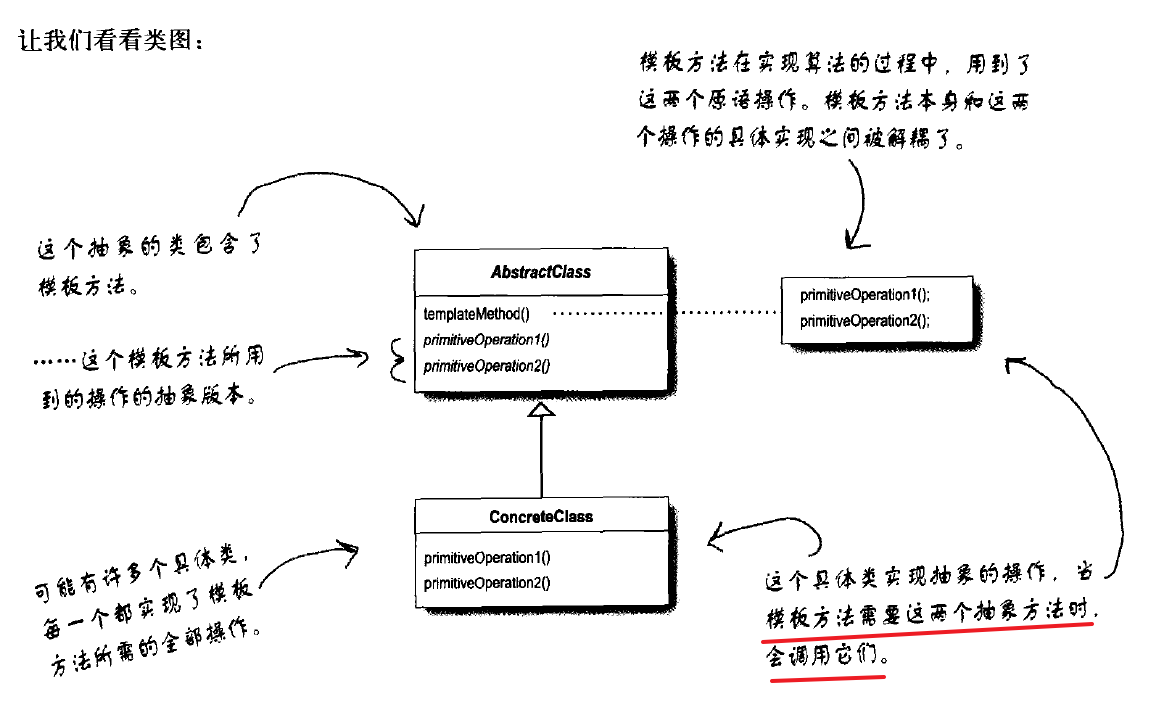 让我们看看类图：
模板方法在实现算法的过程中，用到了
这两个原语操作。模板方法本身和这两
个操作的具体实现之间被解耦了。
这个抽象的类包含了
模板方法。
AbstractClass
templateMethod()
primitiveOperation1()
primitiveOperation2()
primitiveOperation1();
primitiveOperation2();
……这个模板方法所用
到的操作的抽象版本。
ConcreteClass
primitiveOperation1()
primitiveOperation2()
可能有许多个具体类，
每一个都实现了模板
方法所需的全部操作。
这个具体类实现抽象的操作，当
模板方法需要这两个抽象方法时，
会调用它们。